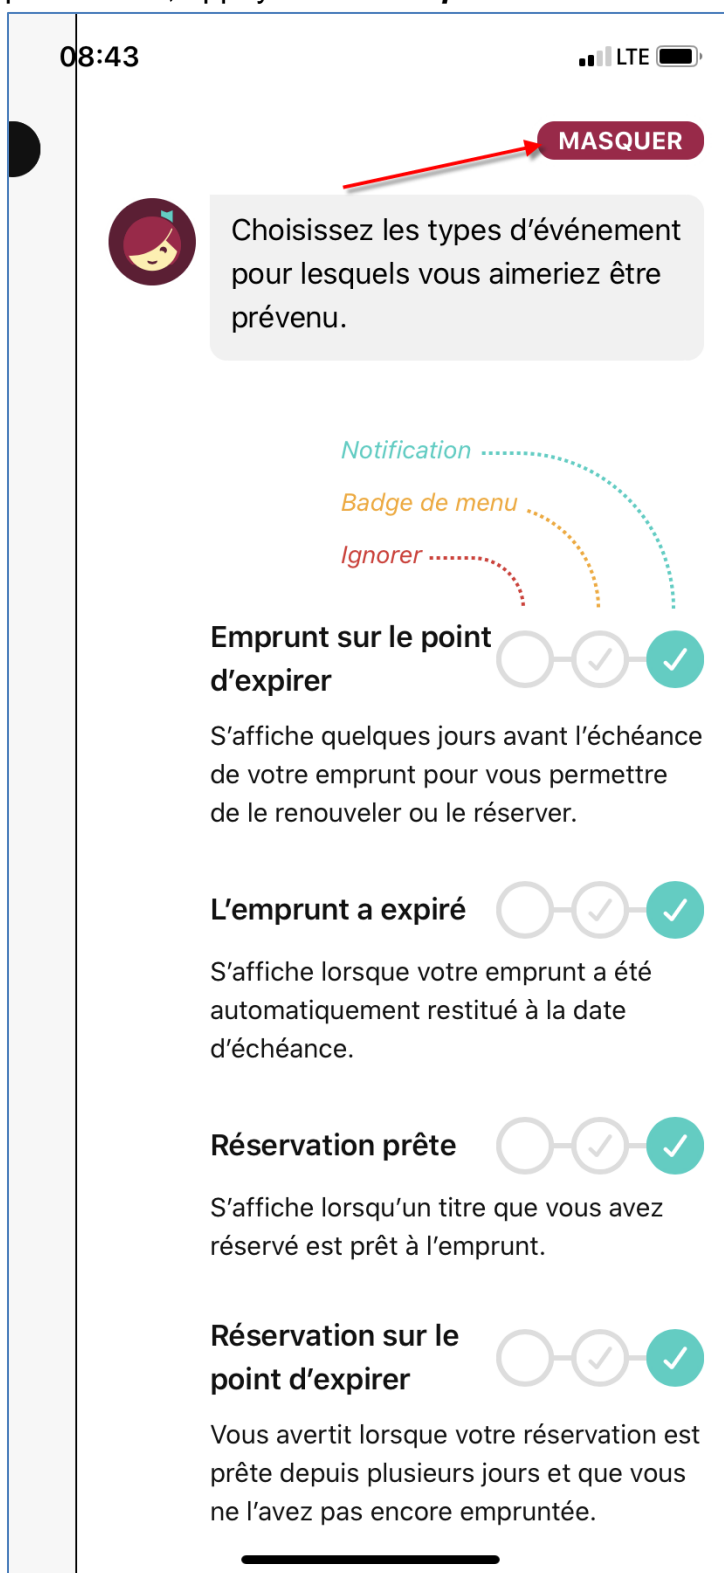 08:43
LTE
MASQUER
Choisissez les types d’événement
pour lesquels vous aimeriez être
prévenu.
Notification
Badge de menu
Ignorer
Emprunt sur le point
d’expirer
S’affiche quelques jours avant l’échéance
de votre emprunt pour vous permettre
de le renouveler ou le réserver.
L’emprunt a expiré
S’affiche lorsque votre emprunt a été
automatiquement restitué à la date
d’échéance.
Réservation prête
S’affiche lorsqu’un titre que vous avez
réservé est prêt à l’emprunt.
Réservation sur le
point d’expirer
Vous avertit lorsque votre réservation est
prête depuis plusieurs jours et que vous
ne l’avez pas encore empruntée.